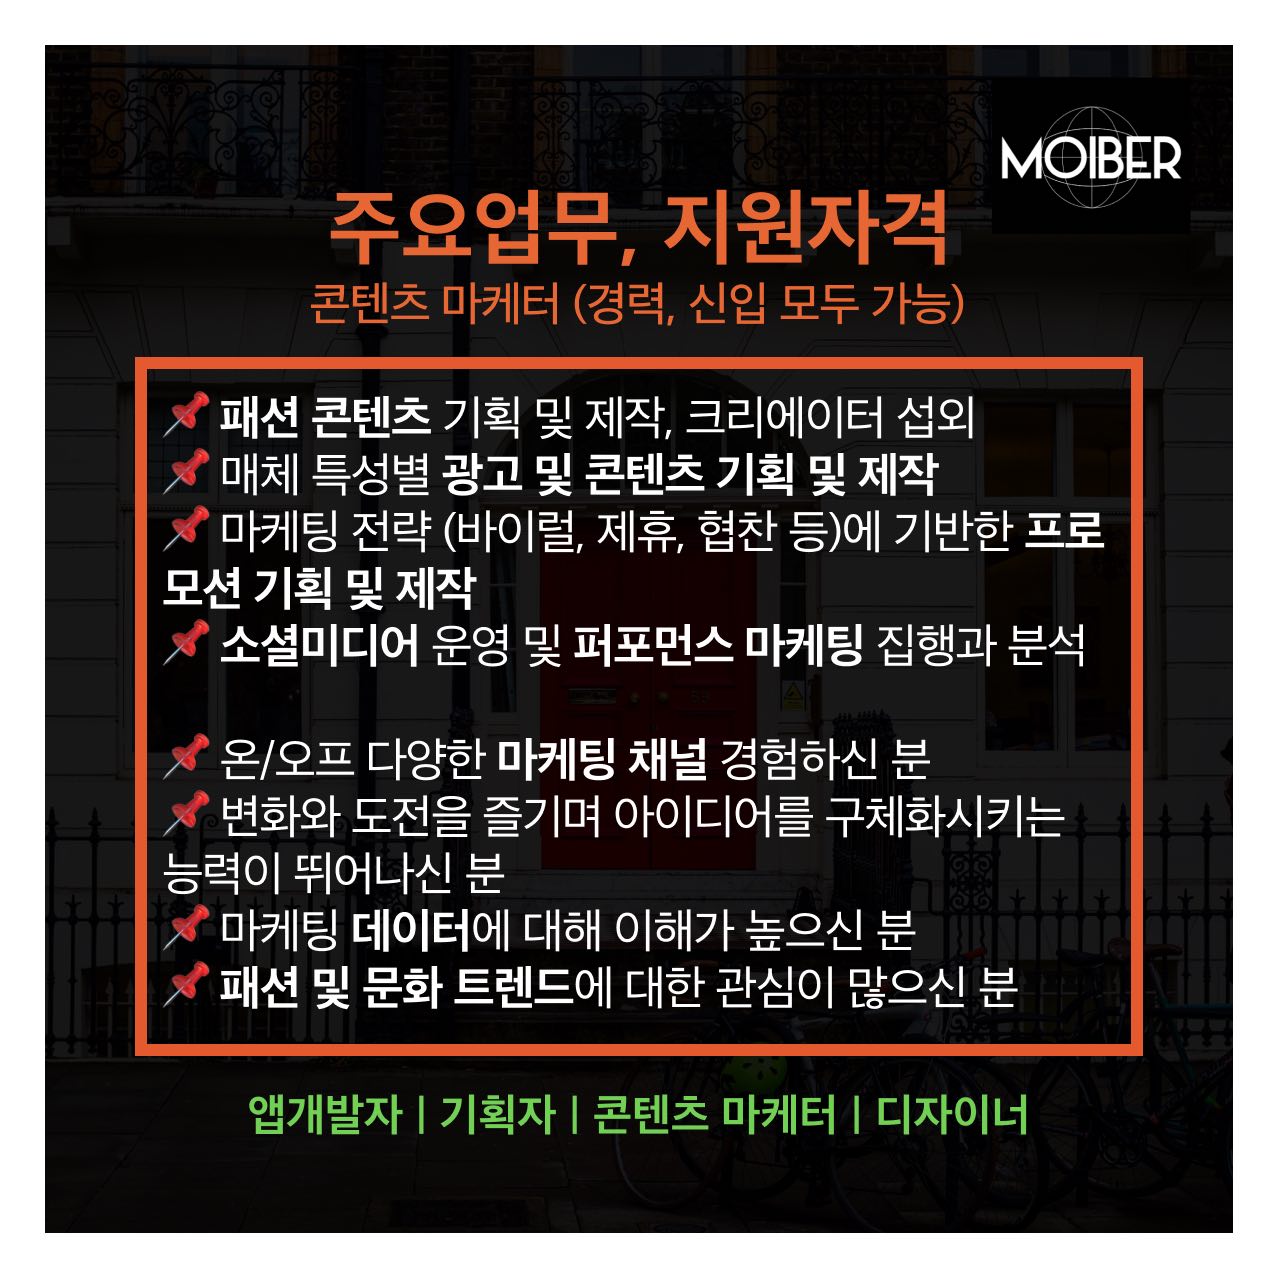 MOIBER
주요업무, 지원자격
콘텐츠 마케터 (경력, 신입 모두 가능)
📌 패션 콘텐츠 기획 및 제작, 크리에이터 섭외
📌 매체 특성별 광고 및 콘텐츠 기획 및 제작
📌 마케팅 전략 (바이럴, 제휴, 협찬 등)에 기반한 프로
모션 기획 및 제작
📌 소셜미디어 운영 및 퍼포먼스 마케팅 집행과 분석
📌 온/오프 다양한 마케팅 채널 경험하신 분
📌 변화와 도전을 즐기며 아이디어를 구체화시키는
능력이 뛰어나신 분
📌 마케팅 데이터에 대해 이해가 높으신 분
📌 패션 및 문화 트렌드에 대한 관심이 많으신 분
앱개발자 | 기획자 | 콘텐츠 마케터 | 디자이너